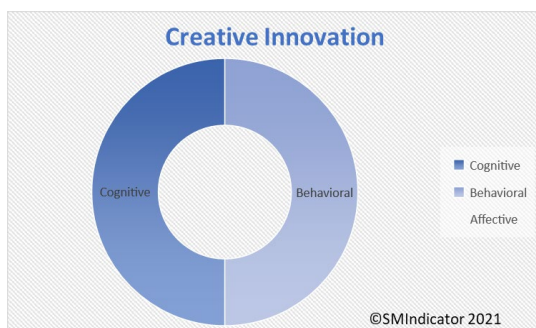 Creative Innovation
Cognitive
Behavioral
Cognitive
Behavioral
Affective
©SMIndicator 2021